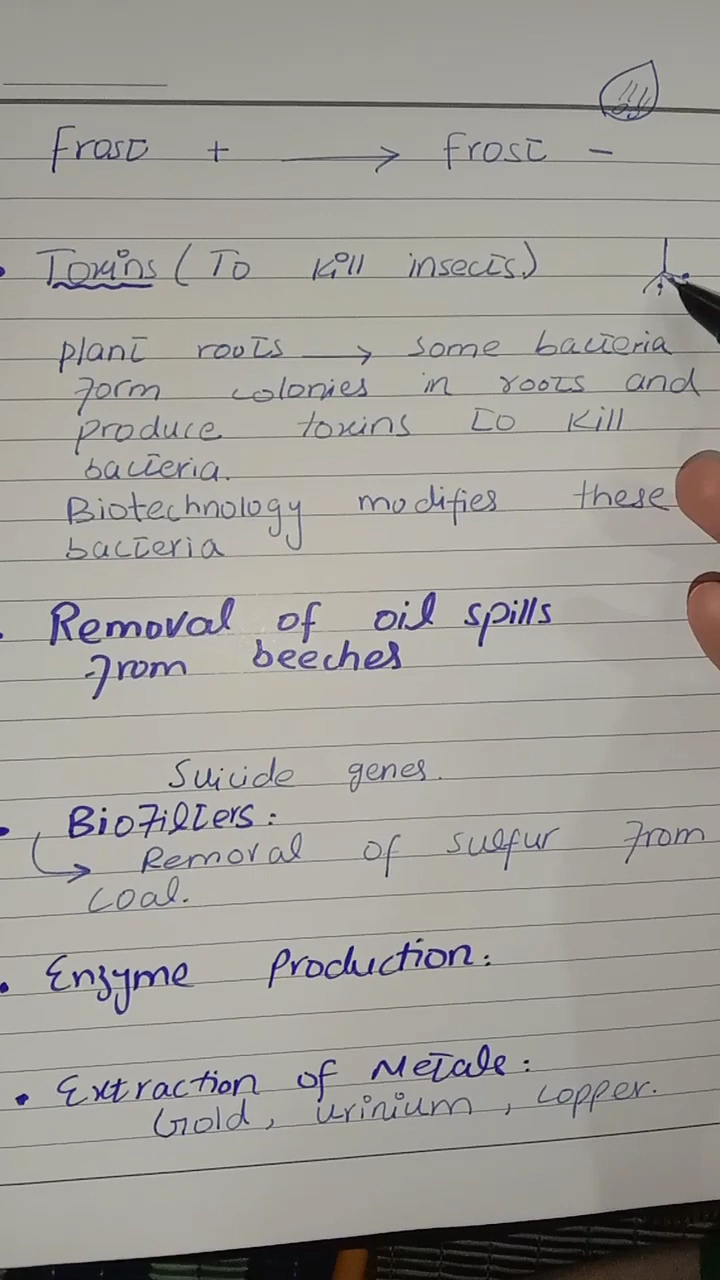 Frost + → Frost -
• Toxins (To kill insects)
plant roots → some bacteria
form colonies in roots and
produce toxins to kill
bacteria.
Biotechnology modifies these
bacteria
• Removal of oil spills
from beeches
Suicide genes.
• BioFilters:
→ Removal of sulfur from
coal.
• Enzyme Production:
• Extraction of Metals:
Gold, urinium, copper.